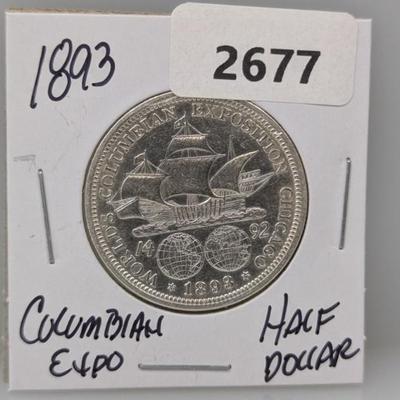 1893
2677
WORLD'S COLUMBIAN EXPOSITION CHICAGO
14 92
* 1893 *
COLUMBIAN
EXPO
HALF
DOLLAR